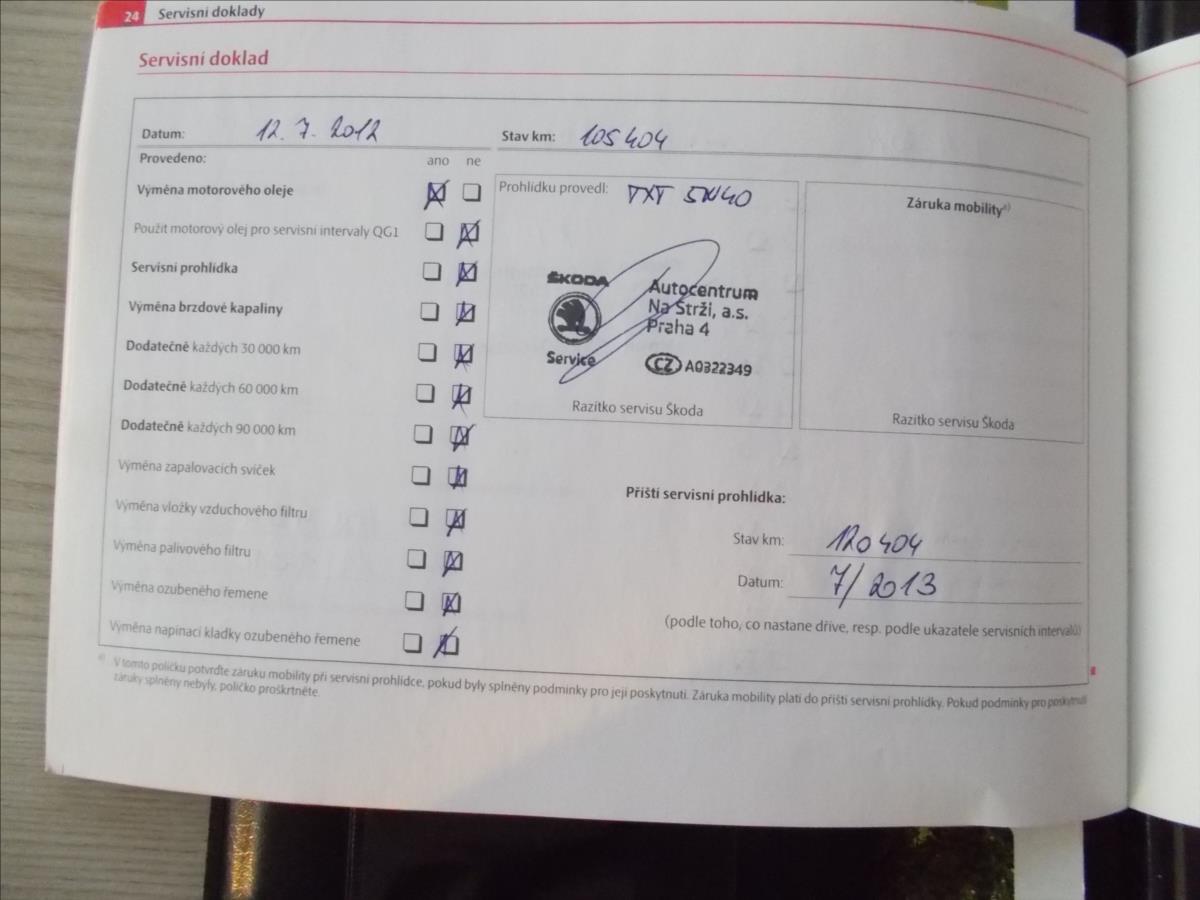 24 Servisní doklady
Servisní doklad
Datum: 12. 7. 2012
Stav km: 105 404
Provedeno: ano ne
Výměna motorového oleje
Použit motorový olej pro servisní intervaly QG1
Servisní prohlídka
Výměna brzdové kapaliny
Dodatečně každých 30 000 km
Dodatečně každých 60 000 km
Dodatečně každých 90 000 km
Výměna zapalovacích svíček
Výměna vložky vzduchového filtru
Výměna palivového filtru
Výměna ozubeného řemene
Výměna napínací kladky ozubeného řemene
Prohlídku provedl: TXT 5W40
ŠKODA
Service
Autocentrum
Na Strži, a.s.
Praha 4
CZ A0322349
Razítko servisu Škoda
Záruka mobility a)
Razítko servisu Škoda
Příští servisní prohlídka:
Stav km: 120 404
Datum: 7/2013
(podle toho, co nastane dříve, resp. podle ukazatele servisních intervalů)
a) V tomto políčku potvrďte záruku mobility při servisní prohlídce, pokud byly splněny podmínky pro její poskytnutí. Záruka mobility platí do příští servisní prohlídky. Pokud podmínky pro poskytnutí
záruky splněny nebyly, políčko proškrtněte.